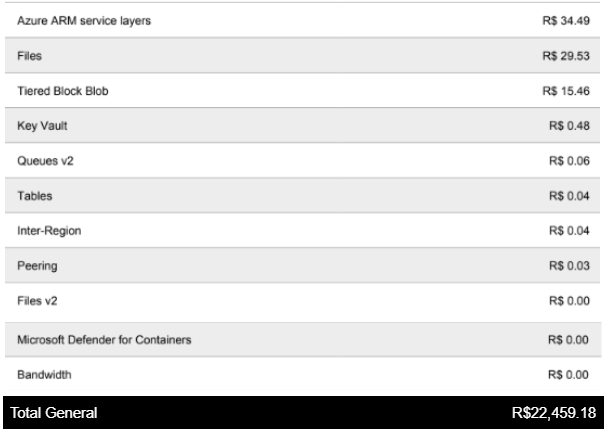 Azure ARM service layers R$ 34.49
Files R$ 29.53
Tiered Block Blob R$ 15.46
Key Vault R$ 0.48
Queues v2 R$ 0.06
Tables R$ 0.04
Inter-Region R$ 0.04
Peering R$ 0.03
Files v2 R$ 0.00
Microsoft Defender for Containers R$ 0.00
Bandwidth R$ 0.00
Total General R$22,459.18